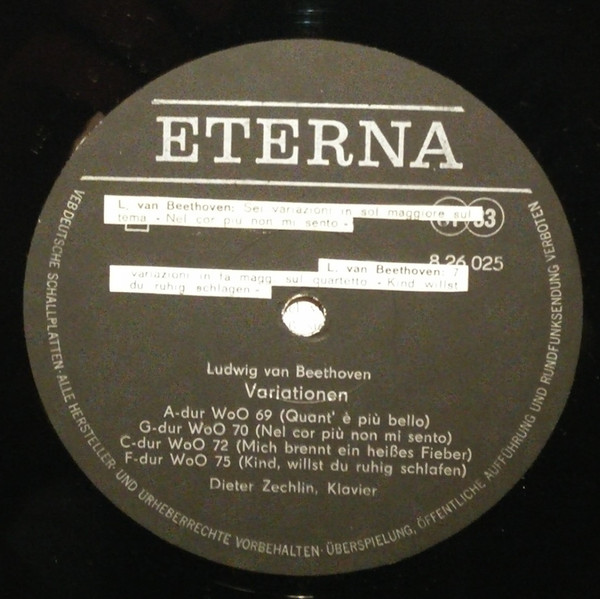 ETERNA
L. van Beethoven: Sei variazioni in sol maggiore sul
tema - Nel cor più non mi sento -
33
8 26 025
L. van Beethoven: 7
variazioni in fa magg. sul quartetto - Kind willst
du ruhig schlagen -
Ludwig van Beethoven
Variationen
A-dur WoO 69 (Quant' è più bello)
G-dur WoO 70 (Nel cor più non mi sento)
C-dur WoO 72 (Mich brennt ein heißes Fieber)
F-dur WoO 75 (Kind, willst du ruhig schlafen)
Dieter Zechlin, Klavier
VEB DEUTSCHE SCHALLPLATTEN · ALLE HERSTELLER- UND URHEBERRECHTE VORBEHALTEN · ÜBERSPIELUNG, ÖFFENTLICHE AUFFÜHRUNG UND RUNDFUNKSENDUNG VERBOTEN